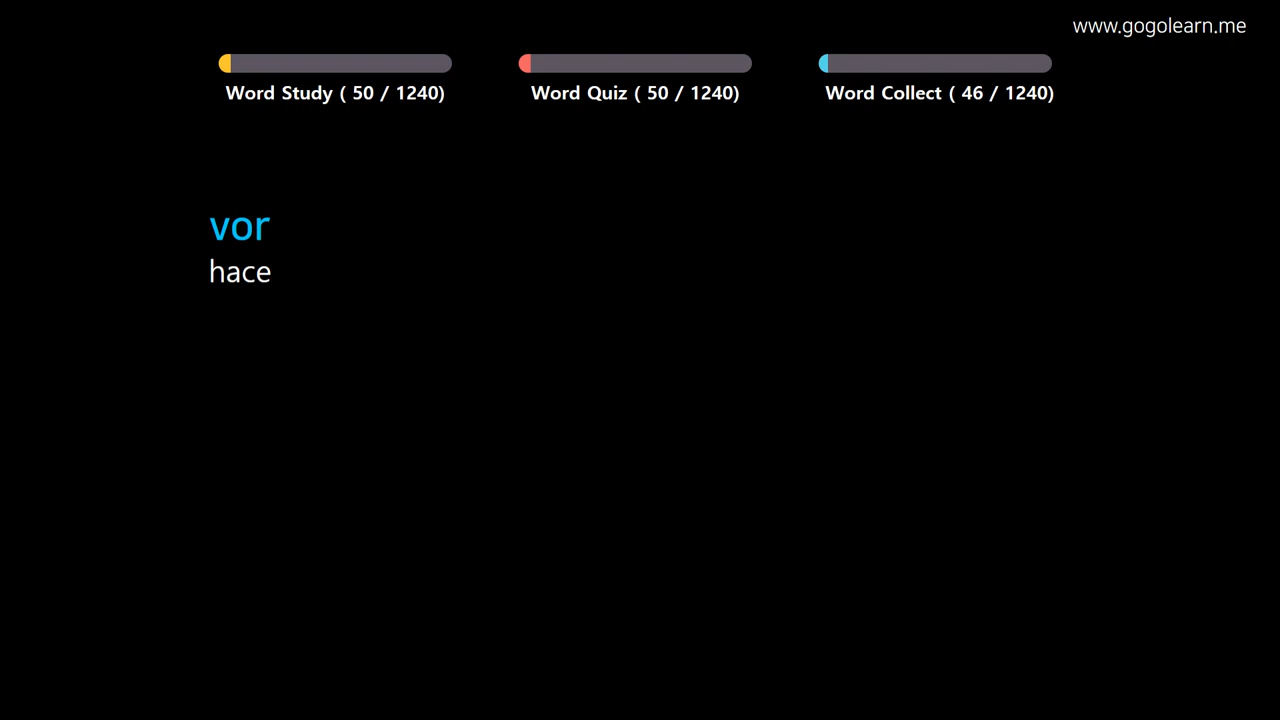 www.gogolearn.me
Word Study ( 50 / 1240)
Word Quiz ( 50 / 1240)
Word Collect ( 46 / 1240)
vor
hace